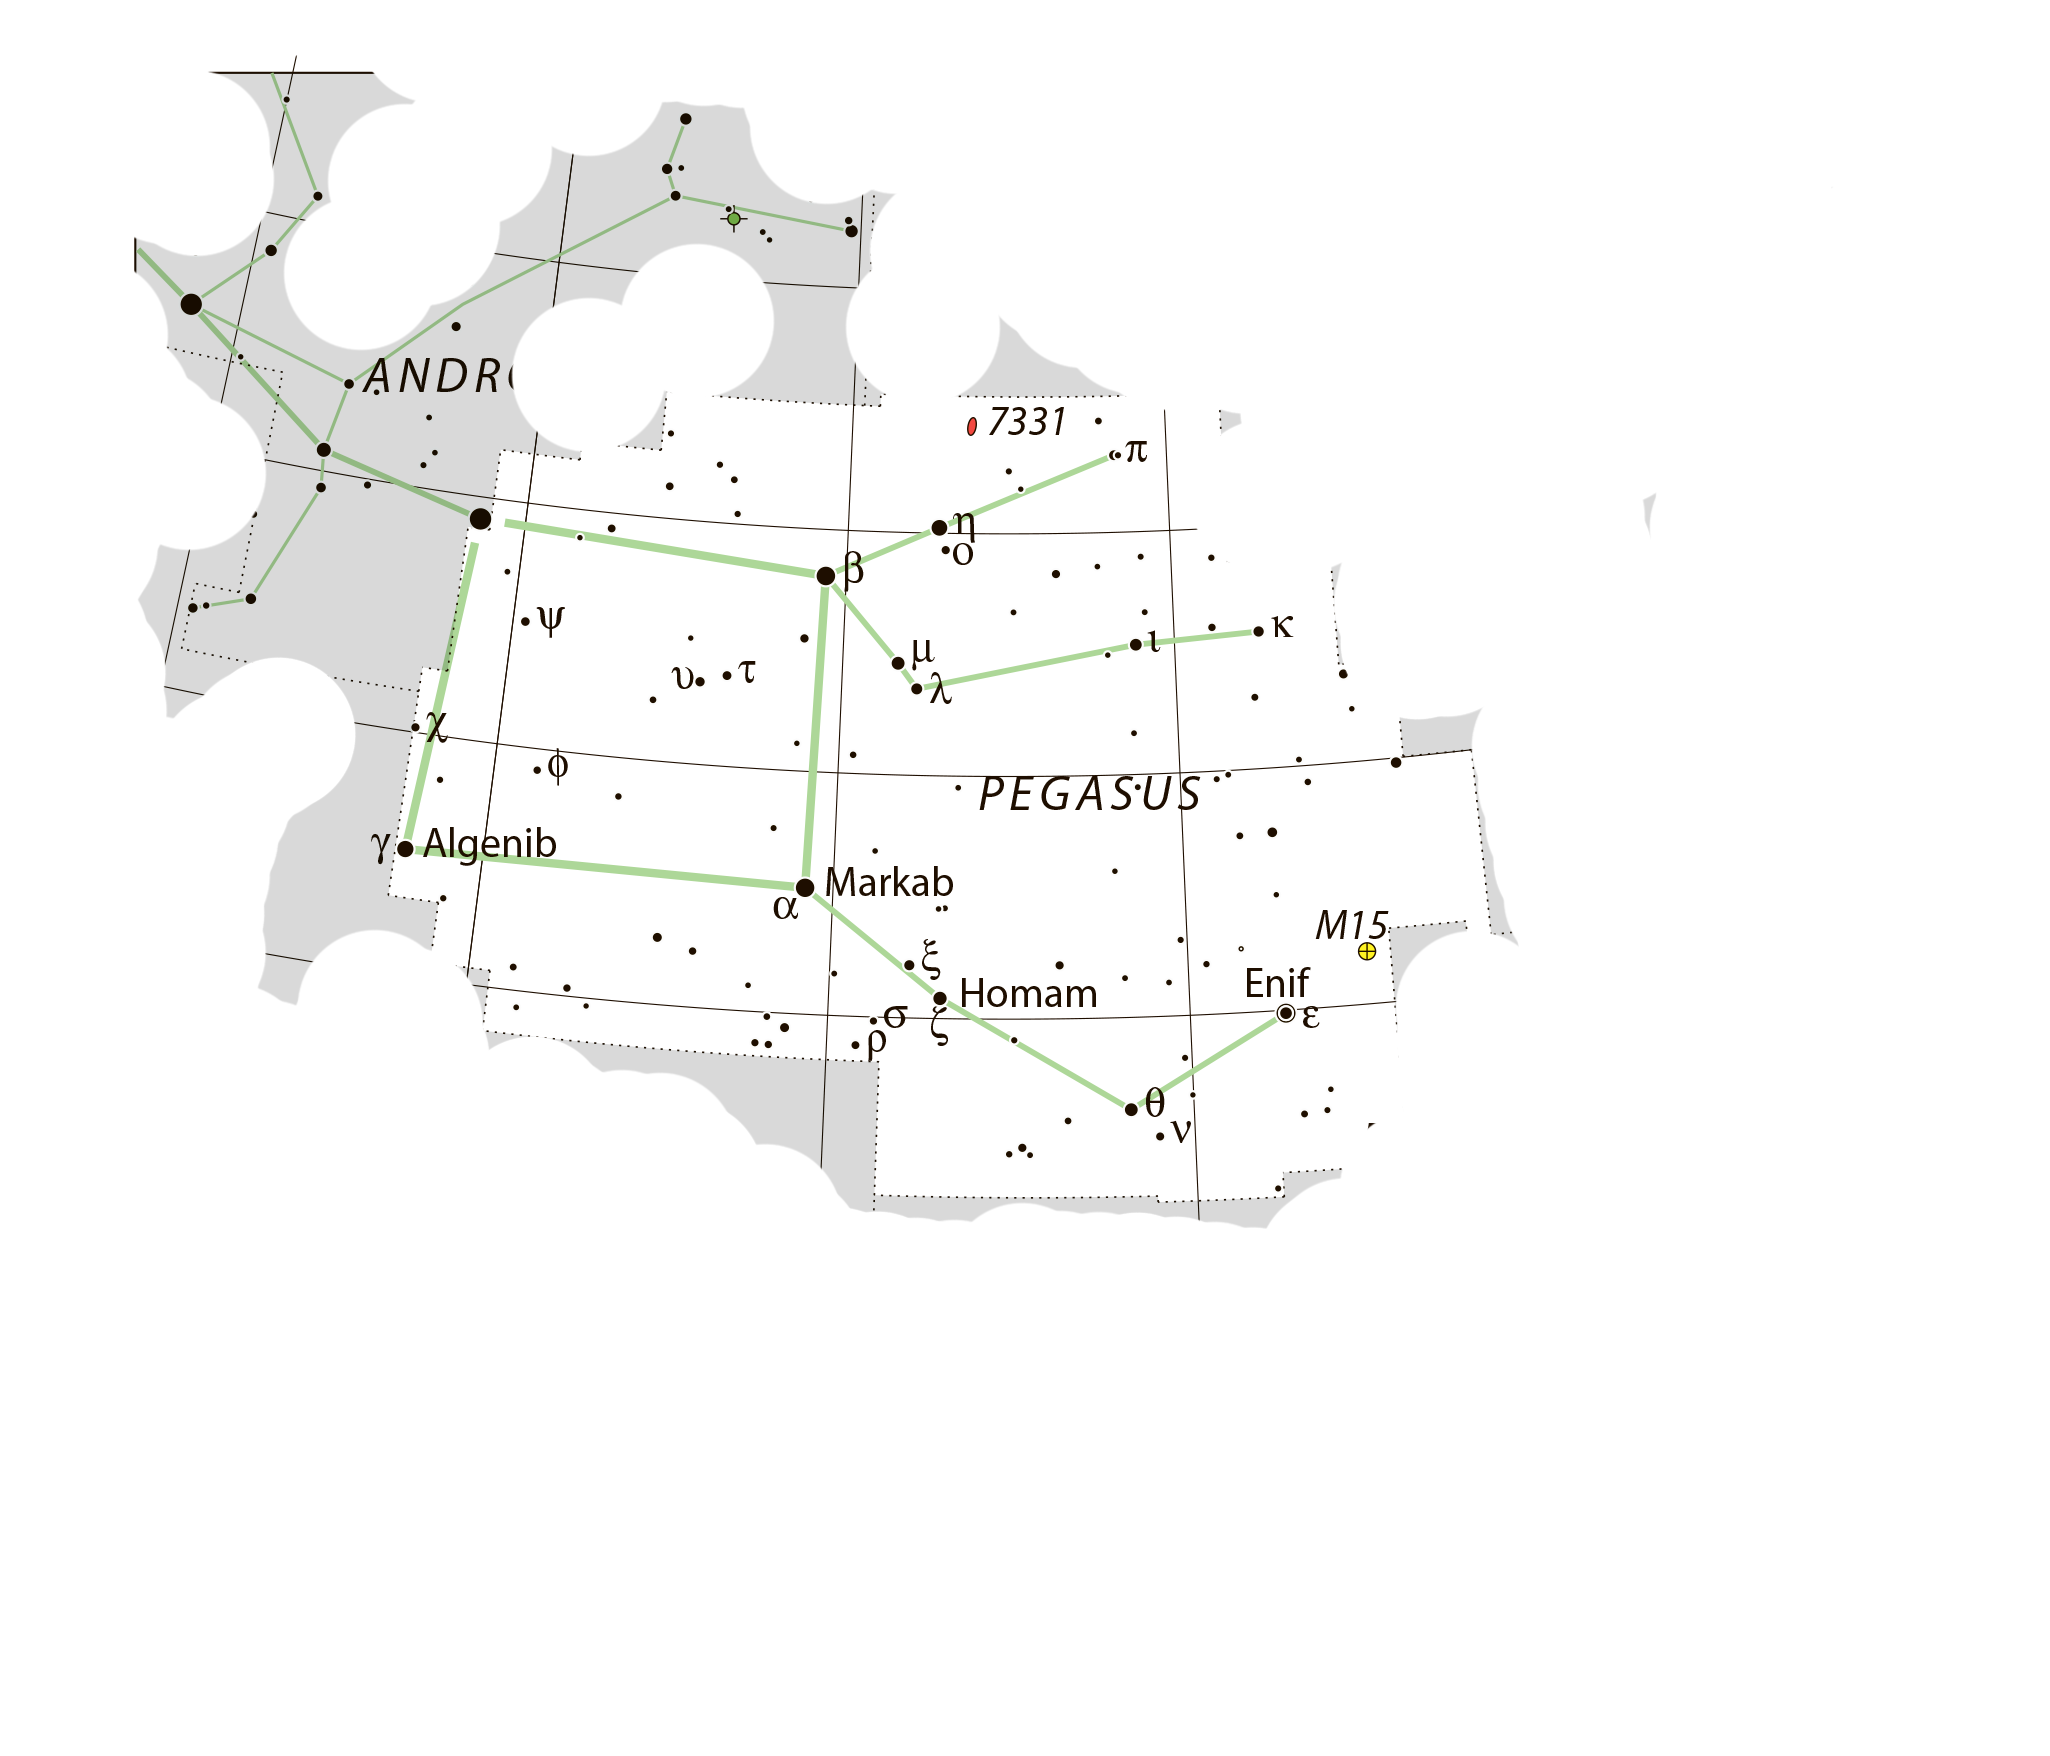 ANDR
7331
π
η
ο
β
ψ
μ
ι
κ
υ
τ
λ
χ
φ
PEGASUS
γ
Algenib
Markab
α
M15
ξ
Homam
Enif
ζ
σ
ε
ρ
θ
ν